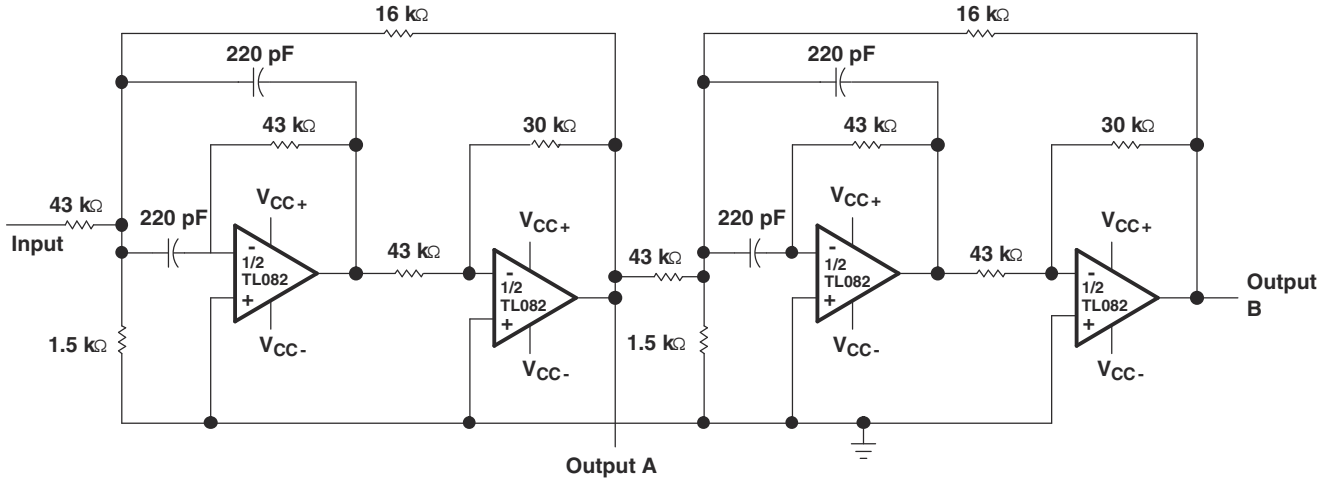 16 kΩ
16 kΩ
220 pF
220 pF
43 kΩ
30 kΩ
43 kΩ
30 kΩ
43 kΩ
Input
220 pF
VCC+
-
1/2
TL082
+
VCC-
1.5 kΩ
43 kΩ
VCC+
-
1/2
TL082
+
VCC-
43 kΩ
220 pF
VCC+
-
1/2
TL082
+
VCC-
1.5 kΩ
43 kΩ
VCC+
-
1/2
TL082
+
VCC-
Output
B
Output A